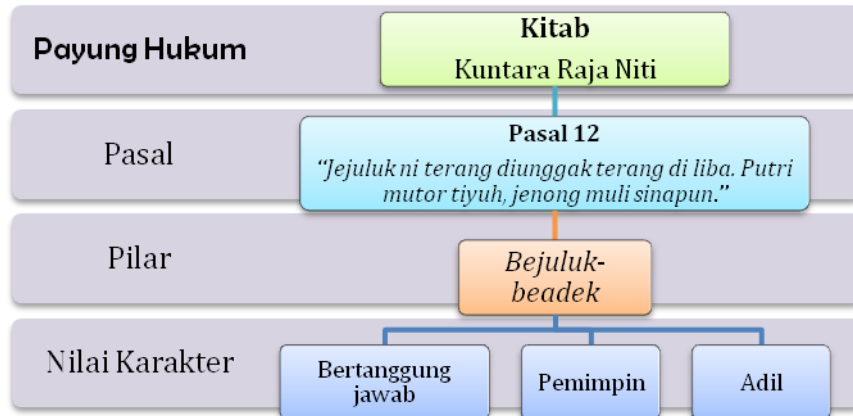 Payung Hukum
Kitab
Kuntara Raja Niti
Pasal
Pasal 12
“Jejuluk ni terang diunggak terang di liba. Putri
mutor tiyuh, jenong muli sinapun.”
Pilar
Bejuluk-
beadek
Nilai Karakter
Bertanggung
jawab
Pemimpin
Adil